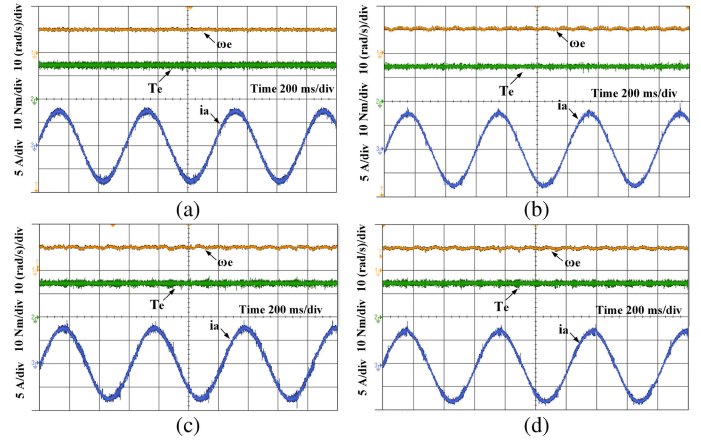 10 (rad/s)/div
10 Nm/div
5 A/div
ωe
Te
Time 200 ms/div
ia
(a)
10 (rad/s)/div
10 Nm/div
5 A/div
ωe
Te
Time 200 ms/div
ia
(b)
10 (rad/s)/div
10 Nm/div
5 A/div
ωe
Te
Time 200 ms/div
ia
(c)
10 (rad/s)/div
10 Nm/div
5 A/div
ωe
Te
Time 200 ms/div
ia
(d)